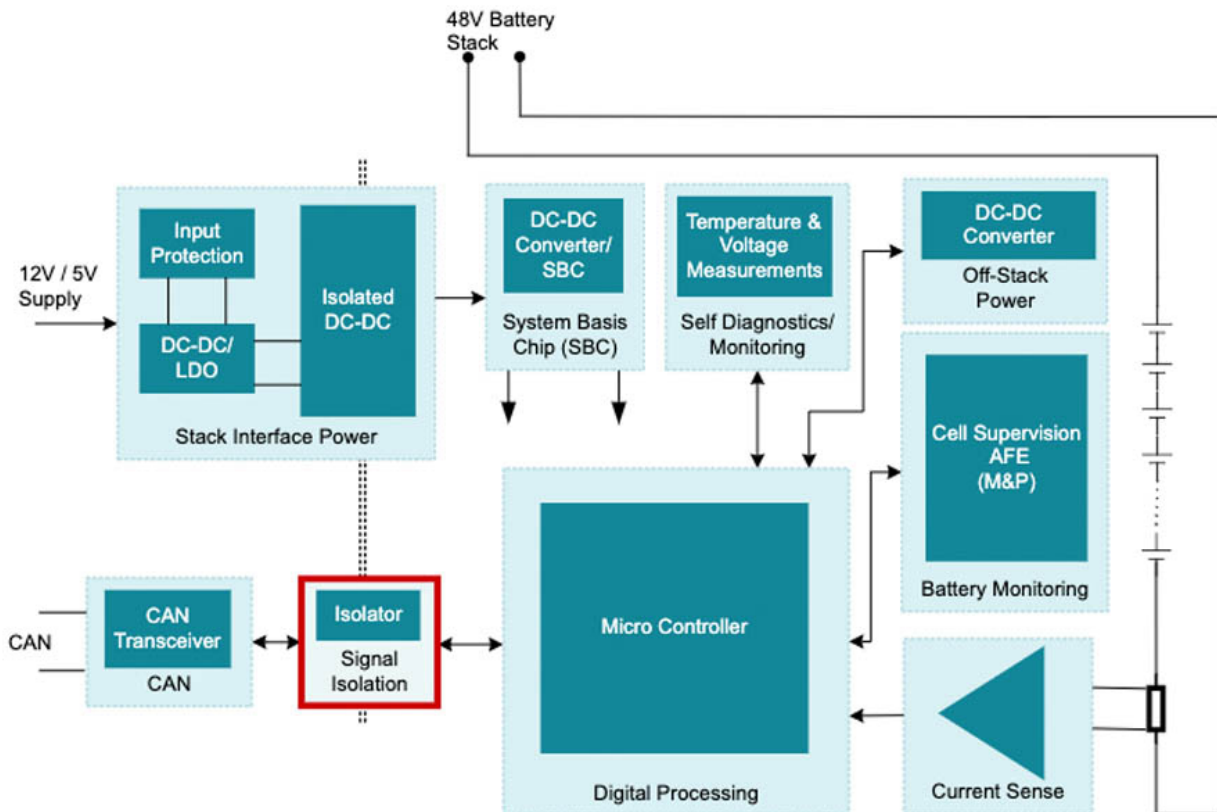 48V Battery
Stack
12V / 5V
Supply
Input
Protection
DC-DC/
LDO
Isolated
DC-DC
Stack Interface Power
DC-DC
Converter/
SBC
System Basis
Chip (SBC)
Temperature &
Voltage
Measurements
Self Diagnostics/
Monitoring
DC-DC
Converter
Off-Stack
Power
Cell Supervision
AFE
(M&P)
Battery Monitoring
CAN
CAN
Transceiver
CAN
Isolator
Signal
Isolation
Micro Controller
Digital Processing
Current Sense